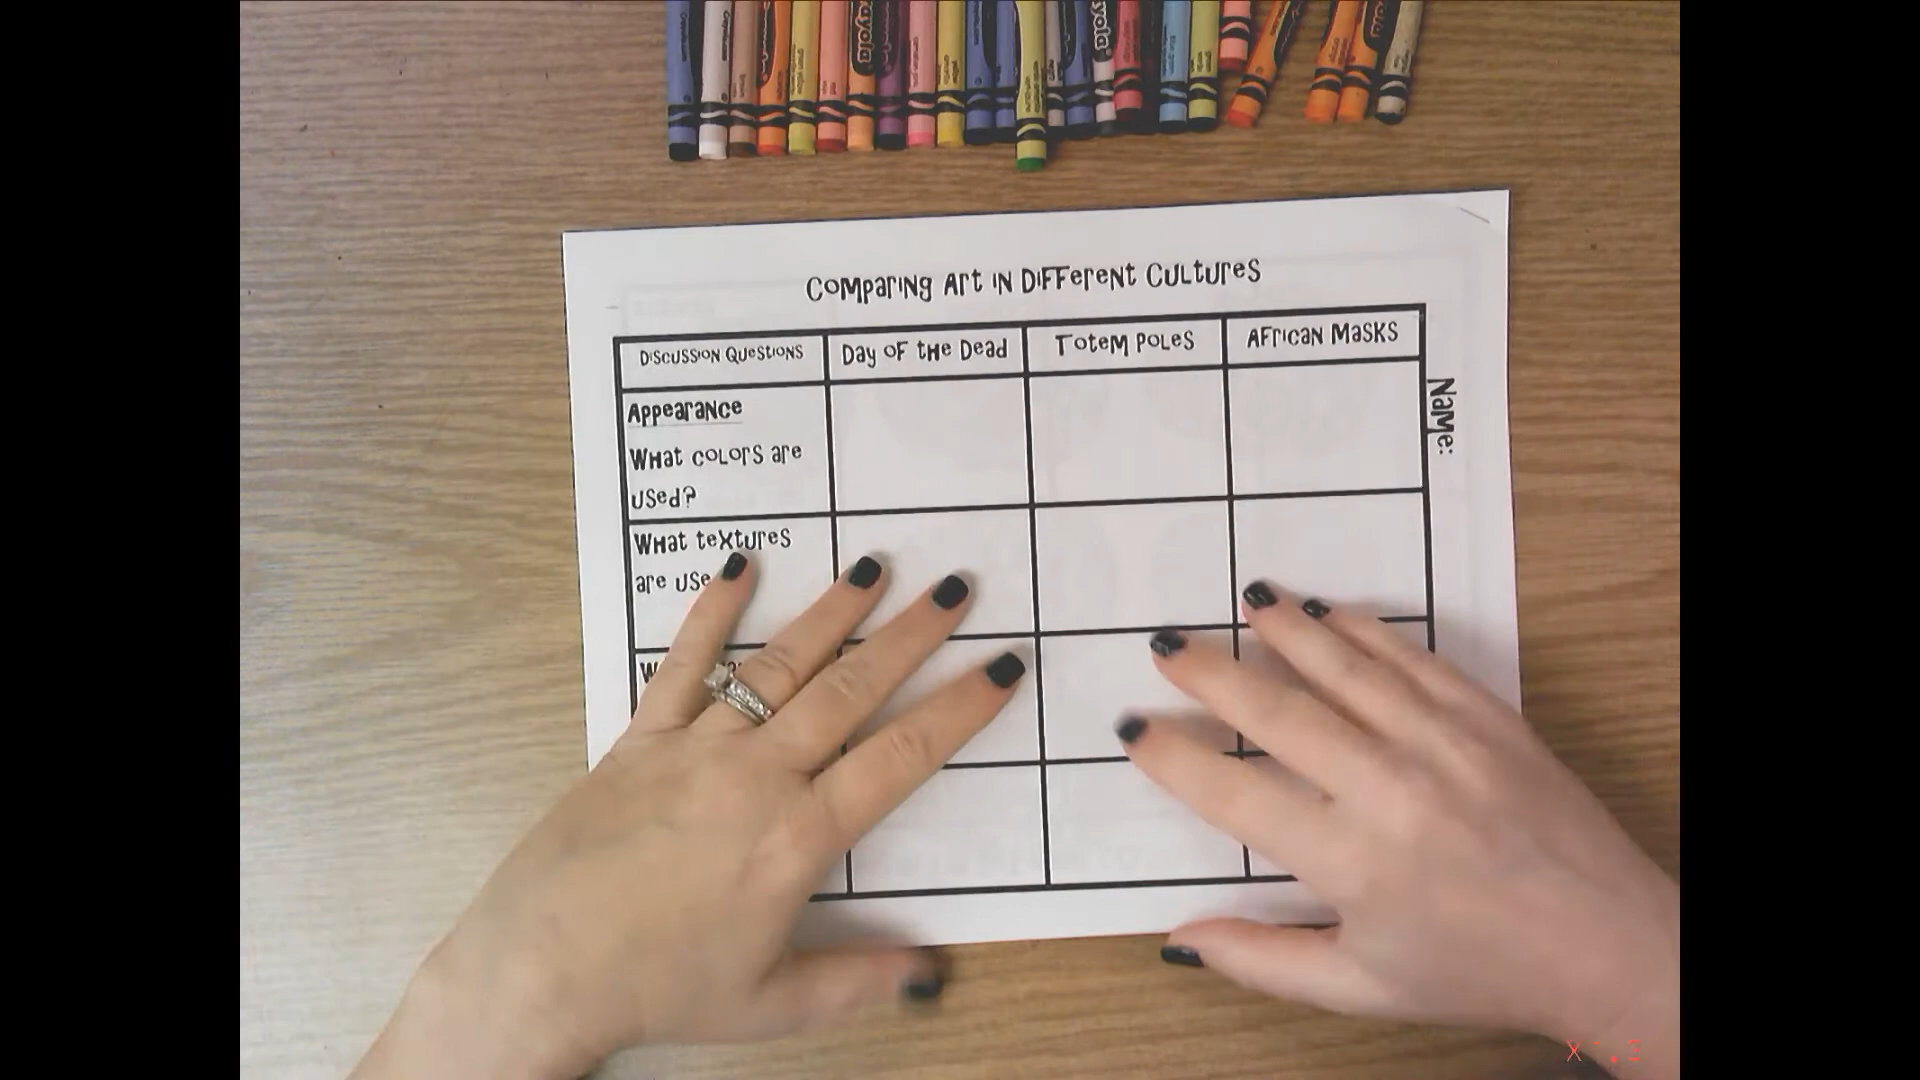 Comparing Art in Different Cultures
Discussion Questions
Day of the Dead
Totem Poles
African Masks
Name:
Appearance
What colors are
used?
What textures
are use